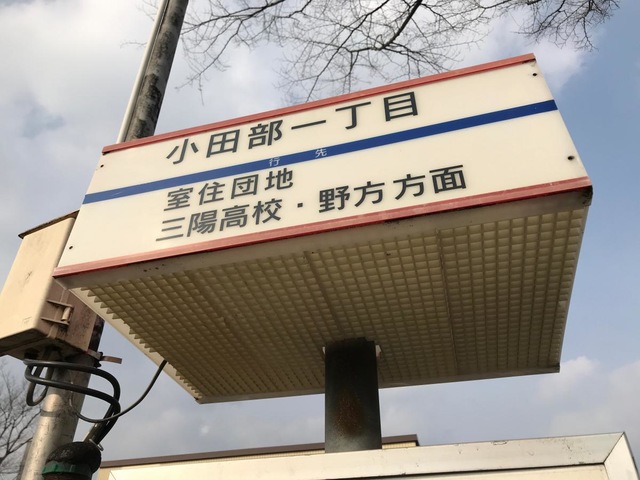 小田部一丁目
行先
室住団地
三陽高校・野方方面